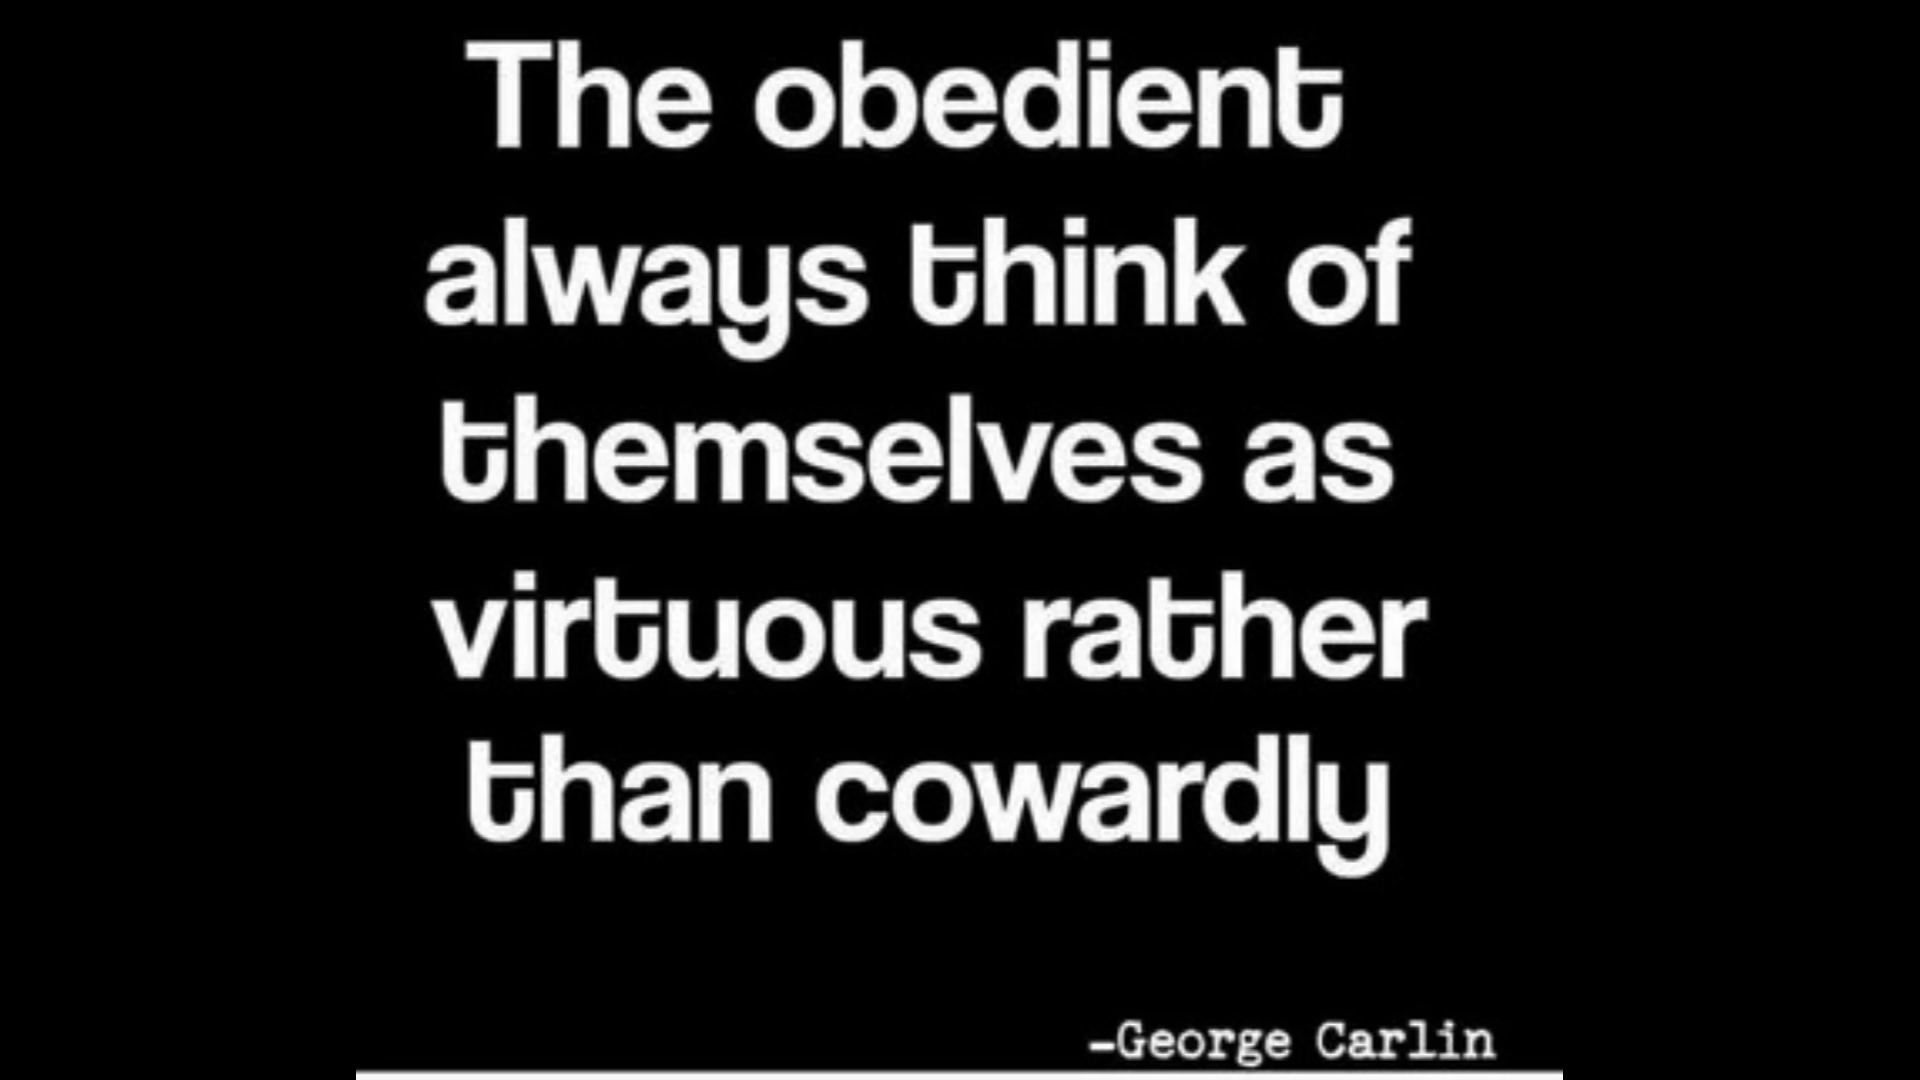 The obedient
always think of
themselves as
virtuous rather
than cowardly
-George Carlin